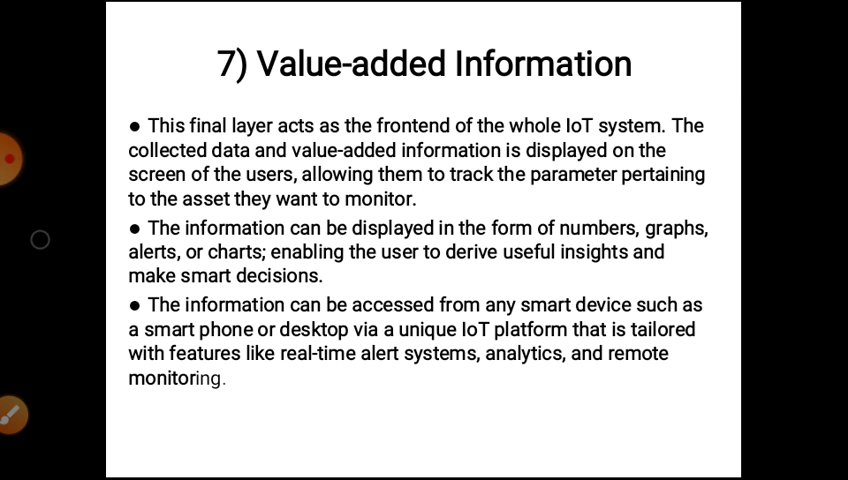 7) Value-added Information
● This final layer acts as the frontend of the whole IoT system. The
collected data and value-added information is displayed on the
screen of the users, allowing them to track the parameter pertaining
to the asset they want to monitor.
● The information can be displayed in the form of numbers, graphs,
alerts, or charts; enabling the user to derive useful insights and
make smart decisions.
● The information can be accessed from any smart device such as
a smart phone or desktop via a unique IoT platform that is tailored
with features like real-time alert systems, analytics, and remote
monitoring.